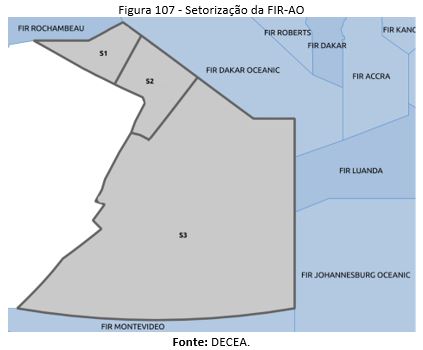 Figura 107 - Setorização da FIR-AO
FIR ROCHAMBEAU
FIR ROBERTS
FIR KANO
FIR DAKAR
S1
S2
FIR DAKAR OCEANIC
FIR ACCRA
FIR LUANDA
S3
FIR JOHANNESBURG OCEANIC
FIR MONTEVIDEO
Fonte: DECEA.